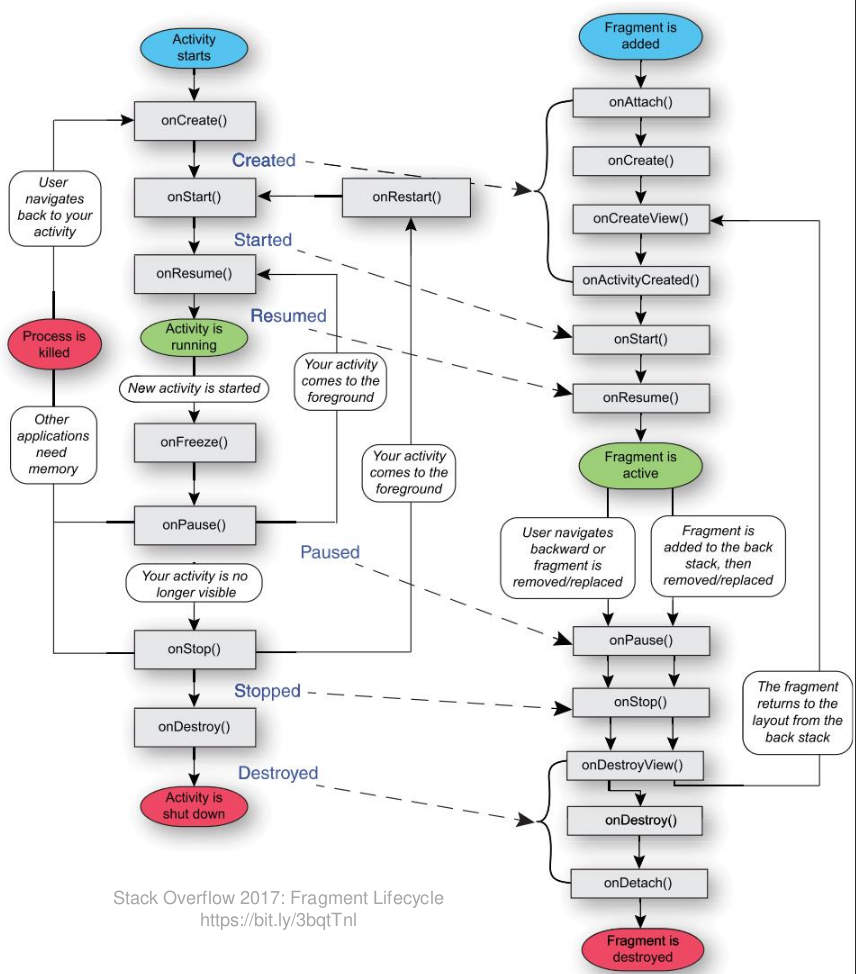 Activity
starts
onCreate()
onStart()
onRestart()
onResume()
Activity is
running
New activity is started
onFreeze()
onPause()
Your activity is no
longer visible
onStop()
onDestroy()
Activity is
shut down
User
navigates
back to your
activity
Process is
killed
Other
applications
need
memory
Your activity
comes to the
foreground
Your activity
comes to the
foreground
Created
Started
Resumed
Paused
Stopped
Destroyed
Fragment is
added
onAttach()
onCreate()
onCreateView()
onActivityCreated()
onStart()
onResume()
Fragment is
active
User navigates
backward or
fragment is
removed/replaced
Fragment is
added to the back
stack, then
removed/replaced
onPause()
onStop()
onDestroyView()
onDestroy()
onDetach()
Fragment is
destroyed
The fragment
returns to the
layout from the
back stack
Stack Overflow 2017: Fragment Lifecycle
https://bit.ly/3bqtTnl